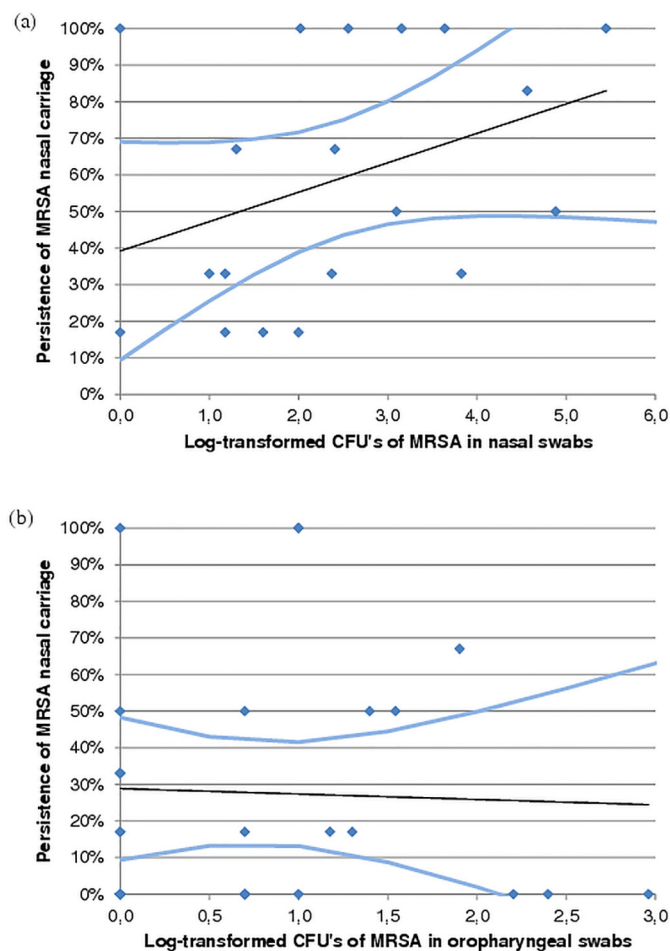 (a)
Persistence of MRSA nasal carriage
100%
90%
80%
70%
60%
50%
40%
30%
20%
10%
0%
0,0 1,0 2,0 3,0 4,0 5,0 6,0
Log-transformed CFU's of MRSA in nasal swabs
(b)
Persistence of MRSA nasal carriage
100%
90%
80%
70%
60%
50%
40%
30%
20%
10%
0%
0,0 0,5 1,0 1,5 2,0 2,5 3,0
Log-transformed CFU's of MRSA in oropharyngeal swabs